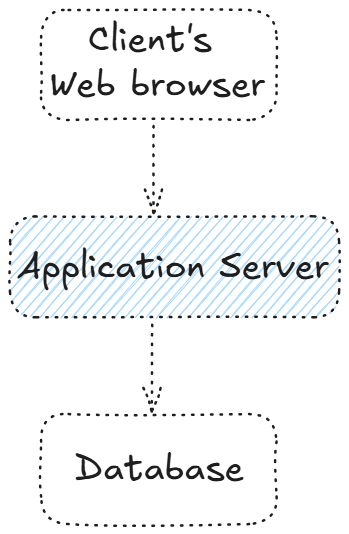 Client's
Web browser
Application Server
Database